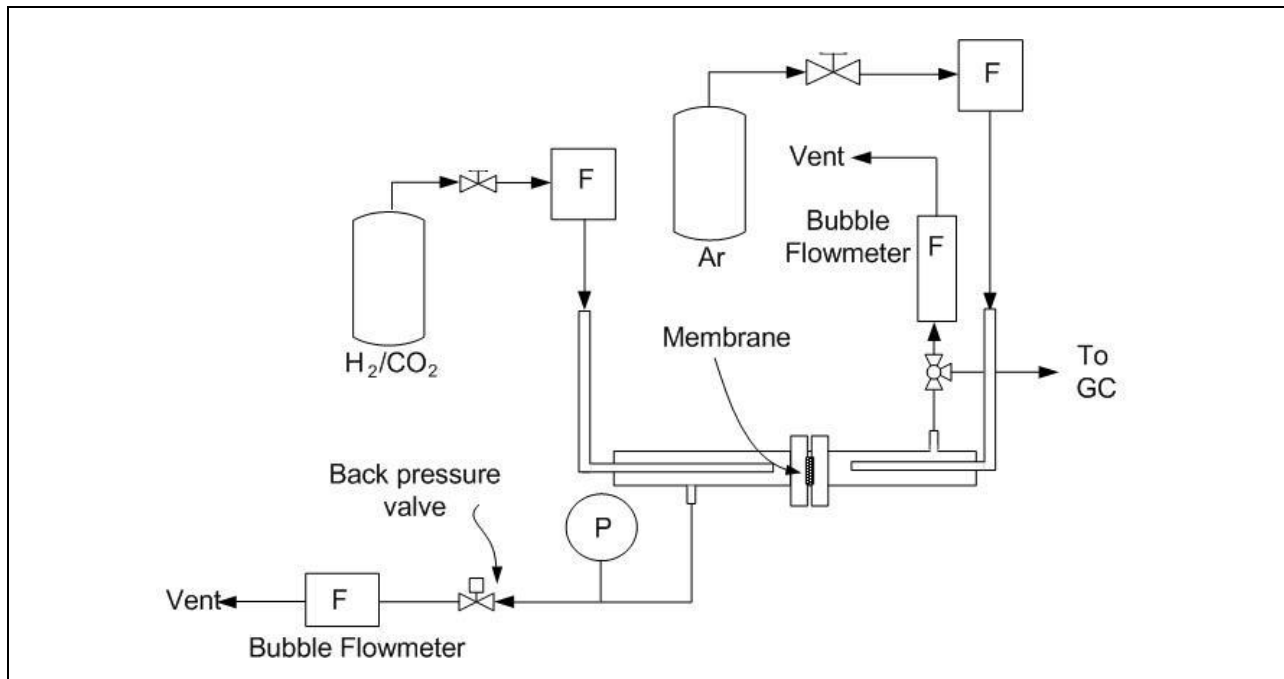 F
F
Vent
Bubble
Flowmeter
F
Ar
H2/CO2
Membrane
To
GC
Back pressure
valve
P
Vent
F
Bubble Flowmeter